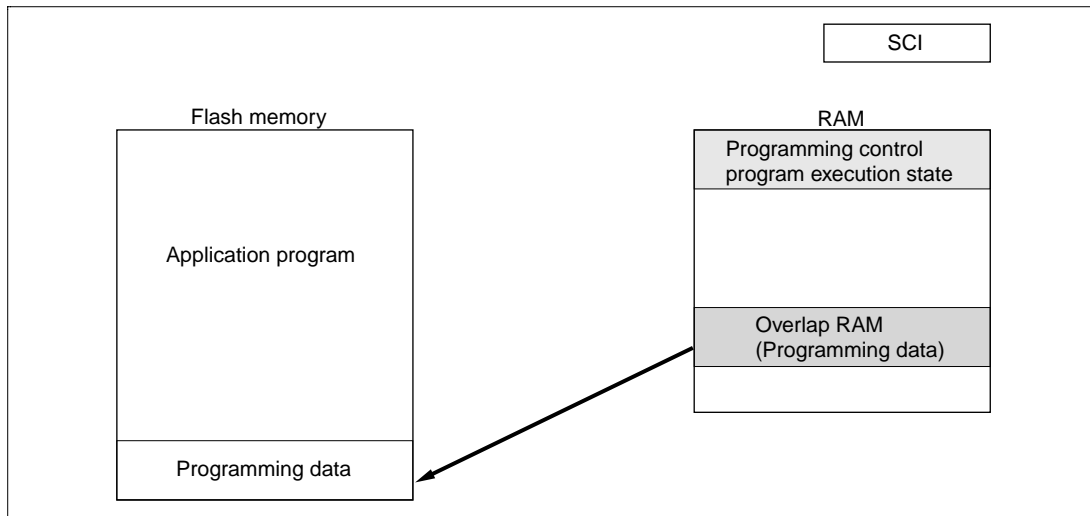 SCI
Flash memory
RAM
Programming control
program execution state
Application program
Overlap RAM
(Programming data)
Programming data